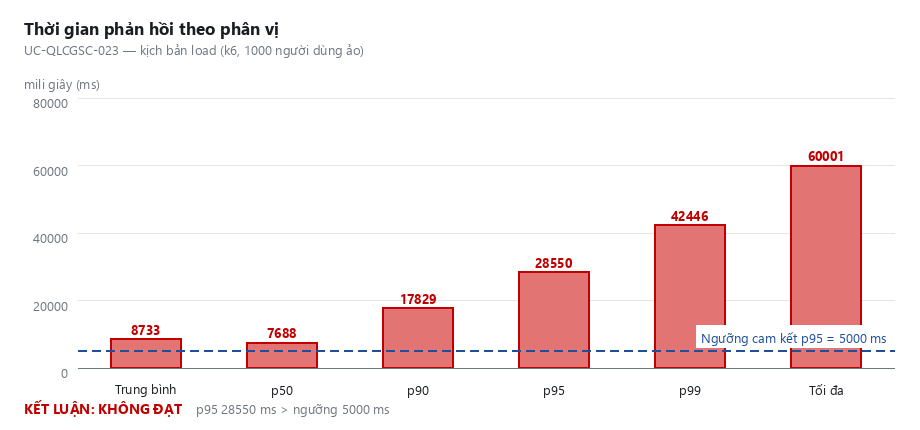 Thời gian phản hồi theo phân vị
UC-QLCGSC-023 — kịch bản load (k6, 1000 người dùng ảo)
mili giây (ms)
80000
60000
40000
20000
0
8733
7688
17829
28550
42446
60001
Ngưỡng cam kết p95 = 5000 ms
Trung bình
p50
p90
p95
p99
Tối đa
KẾT LUẬN: KHÔNG ĐẠT p95 28550 ms > ngưỡng 5000 ms